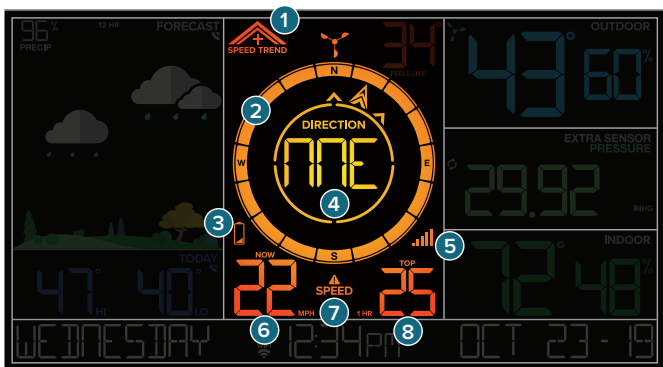 1
96% 12 HR FORECAST
PRECIP
+
SPEED TREND
34°
FEELS LIKE
OUTDOOR
43° 60%
N
2
DIRECTION
NNE
W E
4
EXTRA SENSOR
PRESSURE
29.92 INHG
3
5
S
TODAY
47° HI 40° LO
NOW
22 MPH
SPEED
1 HR
TOP
25
INDOOR
72° 48%
6 7 8
WEDNESDAY 12:34PM OCT 23-19